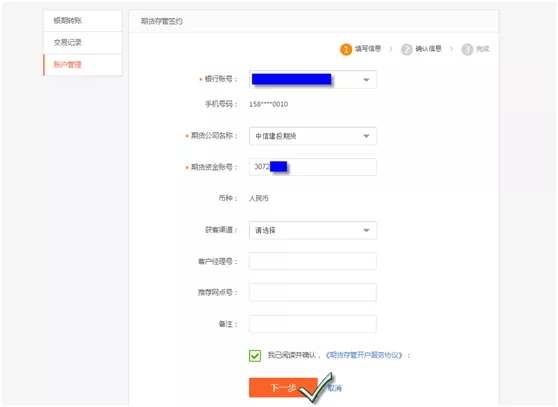 银期转账
交易记录
账户管理
期货存管签约
1 填写信息 > 2 确认信息 > 3 完成
* 银行账号：
手机号码： 158****0010
* 期货公司名称： 中信建投期货
* 期货资金账号： 3072
币种： 人民币
获客渠道： 请选择
客户经理号：
推荐网点号：
备注：
我已阅读并确认，《期货存管开户服务协议》：
下一步 取消